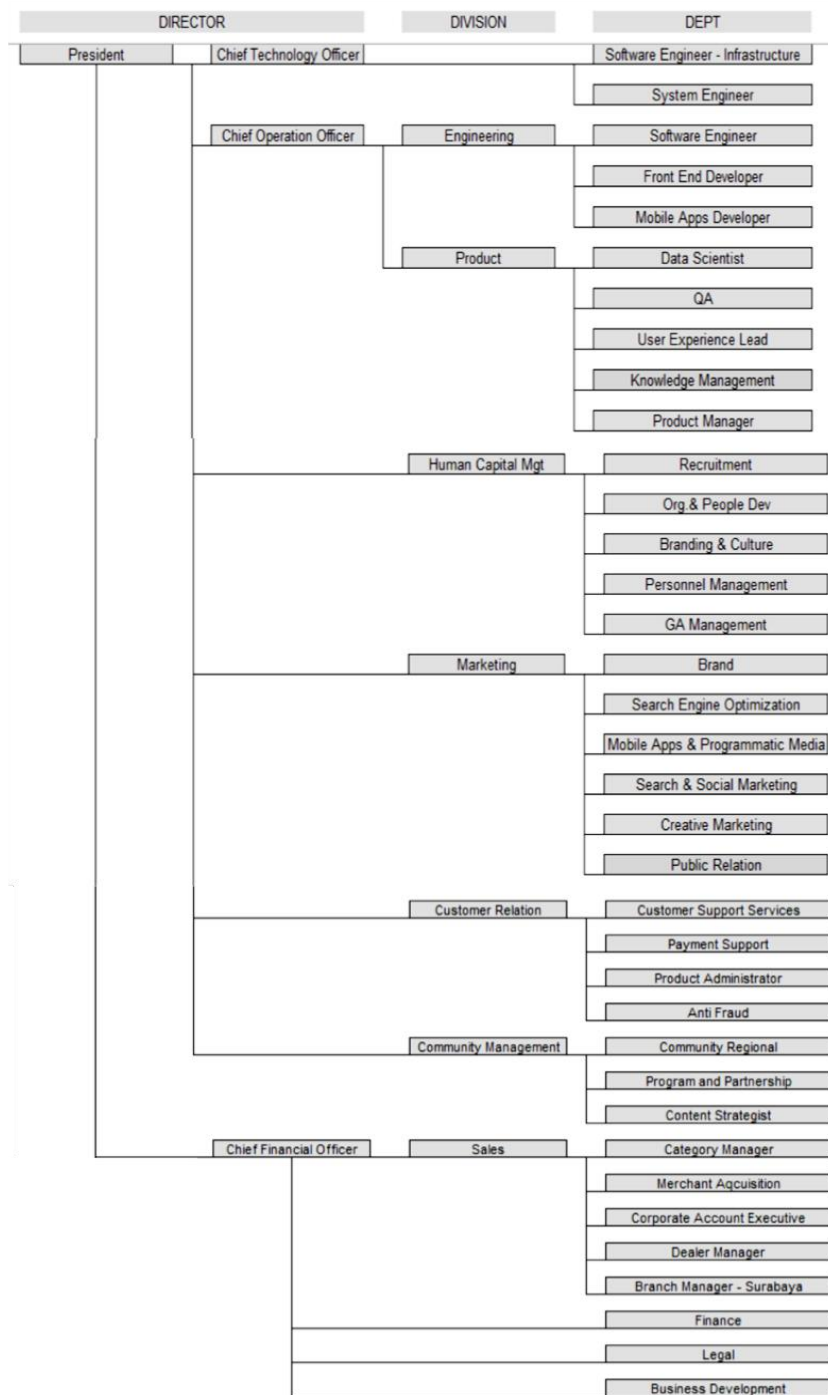 DIRECTOR DIVISION DEPT
President Chief Technology Officer Software Engineer - Infrastructure
System Engineer
Chief Operation Officer Engineering Software Engineer
Front End Developer
Mobile Apps Developer
Product Data Scientist
QA
User Experience Lead
Knowledge Management
Product Manager
Human Capital Mgt Recruitment
Org.& People Dev
Branding & Culture
Personnel Management
GA Management
Marketing Brand
Search Engine Optimization
Mobile Apps & Programmatic Media
Search & Social Marketing
Creative Marketing
Public Relation
Customer Relation Customer Support Services
Payment Support
Product Administrator
Anti Fraud
Community Management Community Regional
Program and Partnership
Content Strategist
Chief Financial Officer Sales Category Manager
Merchant Aqcuisition
Corporate Account Executive
Dealer Manager
Branch Manager - Surabaya
Finance
Legal
Business Development